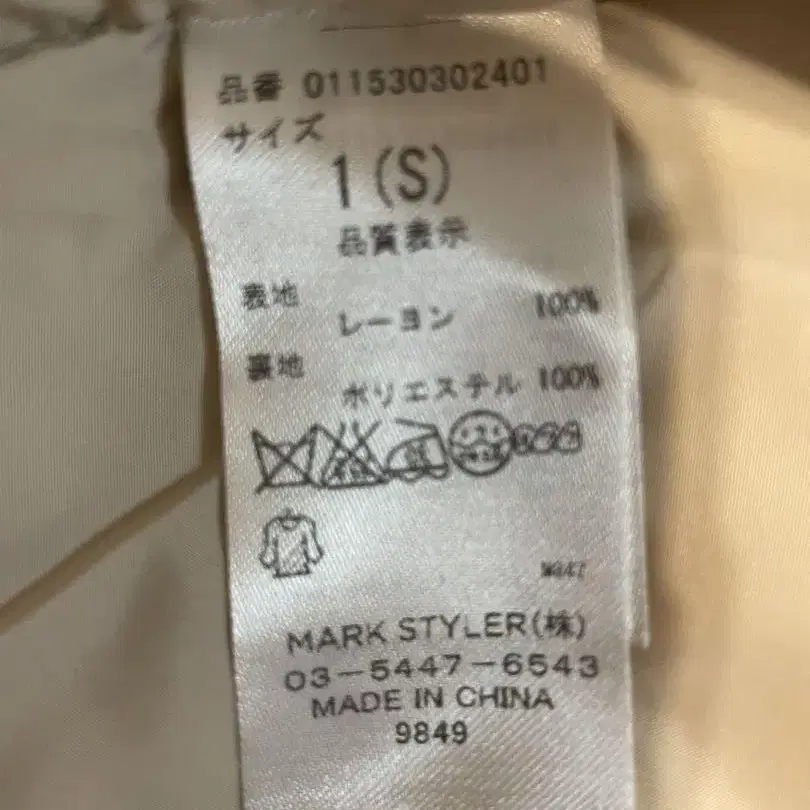 品番 011530302401
サイズ
1(S)
品質表示
表地
レーヨン 100%
裏地
ポリエステル 100%
MARK STYLER(株)
03-5447-6543
MADE IN CHINA
9849